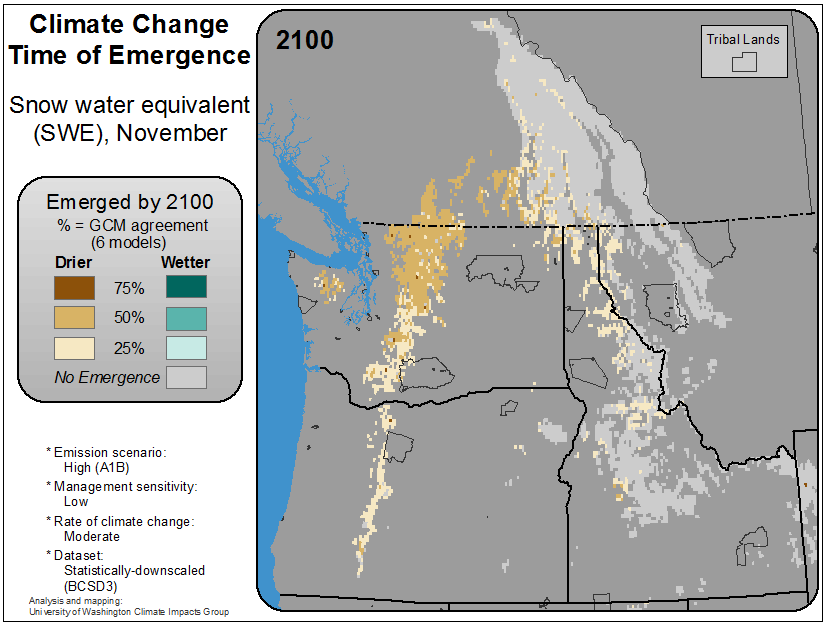 Climate Change
Time of Emergence
Snow water equivalent
(SWE), November
Emerged by 2100
% = GCM agreement
(6 models)
Drier Wetter
75%
50%
25%
No Emergence
* Emission scenario:
High (A1B)
* Management sensitivity:
Low
* Rate of climate change:
Moderate
* Dataset:
Statistically-downscaled
(BCSD3)
Analysis and mapping:
University of Washington Climate Impacts Group
2100
Tribal Lands